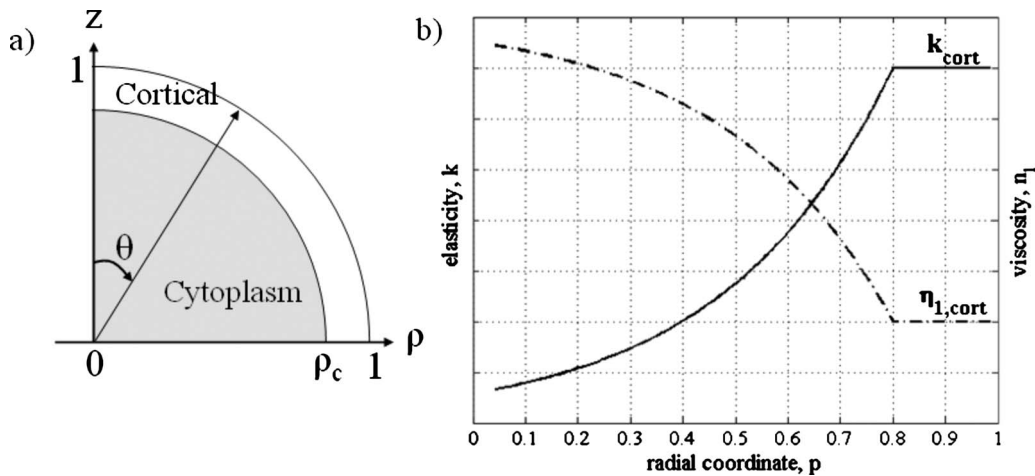 a)
z
1
Cortical
θ
Cytoplasm
0
ρc
1
ρ
b)
kcort
η1,cort
elasticity, k
viscosity, η1
0 0.1 0.2 0.3 0.4 0.5 0.6 0.7 0.8 0.9 1
radial coordinate, p